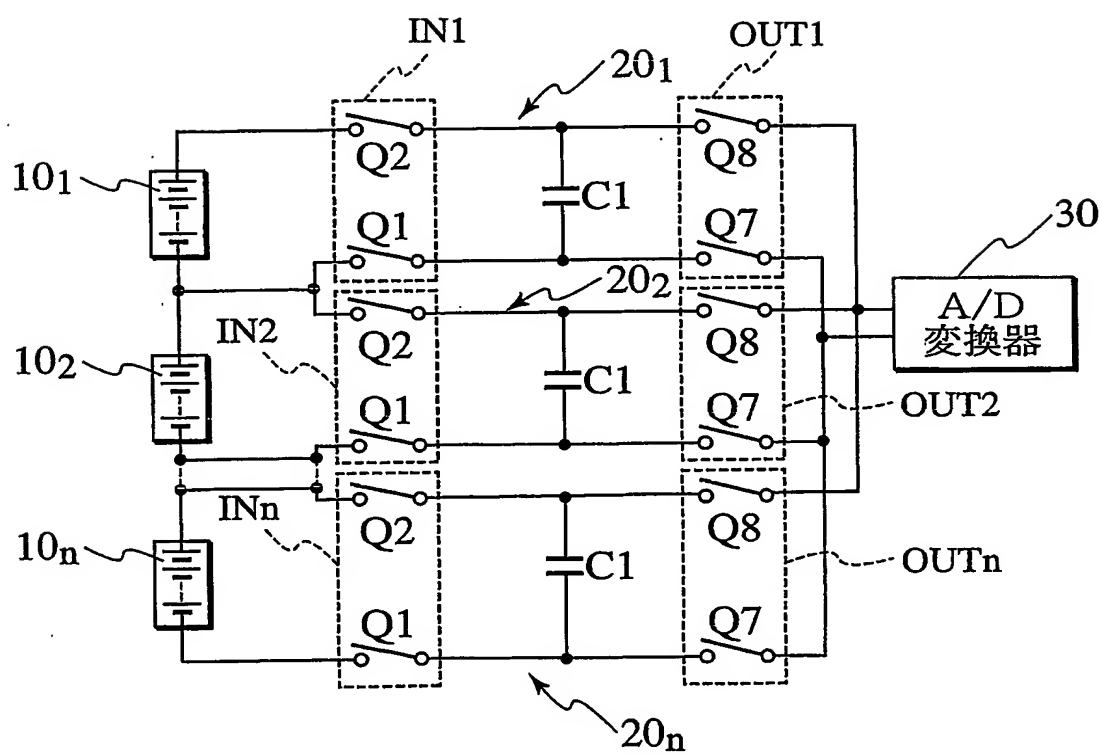 IN1
OUT1
20₁
10₁
Q2
Q8
C1
Q1
Q7
30
20₂
A/D
変換器
IN2
Q2
Q8
10₂
C1
Q1
Q7
OUT2
INn
Q2
Q8
10ₙ
C1
OUTn
Q1
Q7
20ₙ